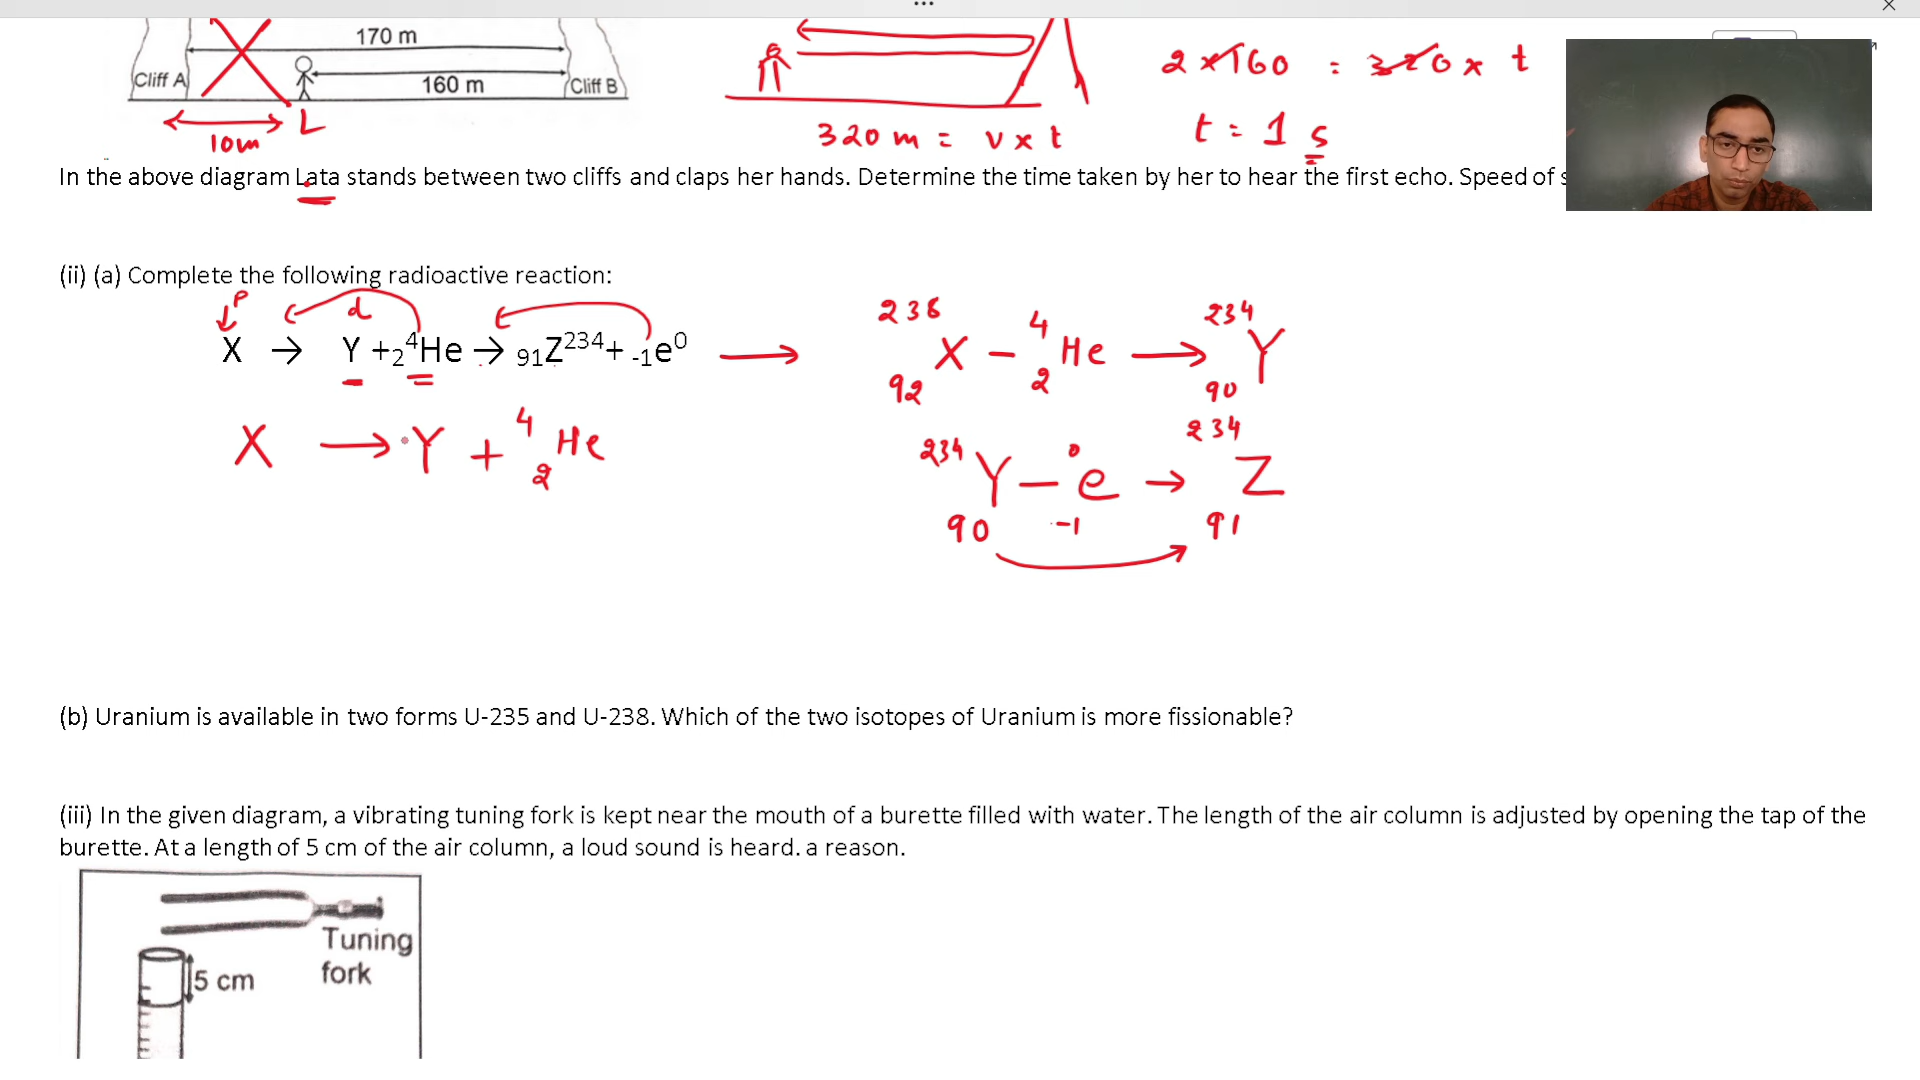 170 m
2 x 160 : 320 x t
Cliff A
160 m
Cliff B
L
10m
320 m = v x t
t = 1 s
In the above diagram Lata stands between two cliffs and claps her hands. Determine the time taken by her to hear the first echo. Speed of
(ii) (a) Complete the following radioactive reaction:
P
d
X → Y +₂⁴He → ₉₁Z²³⁴+ ₋₁e⁰ →
²³⁸₉₂X – ⁴₂He → ²³⁴₉₀Y
X → Y + ⁴₂He
²³⁴₉₀Y – ⁰₋₁e → ²³⁴₉₁Z
(b) Uranium is available in two forms U-235 and U-238. Which of the two isotopes of Uranium is more fissionable?
(iii) In the given diagram, a vibrating tuning fork is kept near the mouth of a burette filled with water. The length of the air column is adjusted by opening the tap of the
burette. At a length of 5 cm of the air column, a loud sound is heard. a reason.
Tuning
fork
5 cm